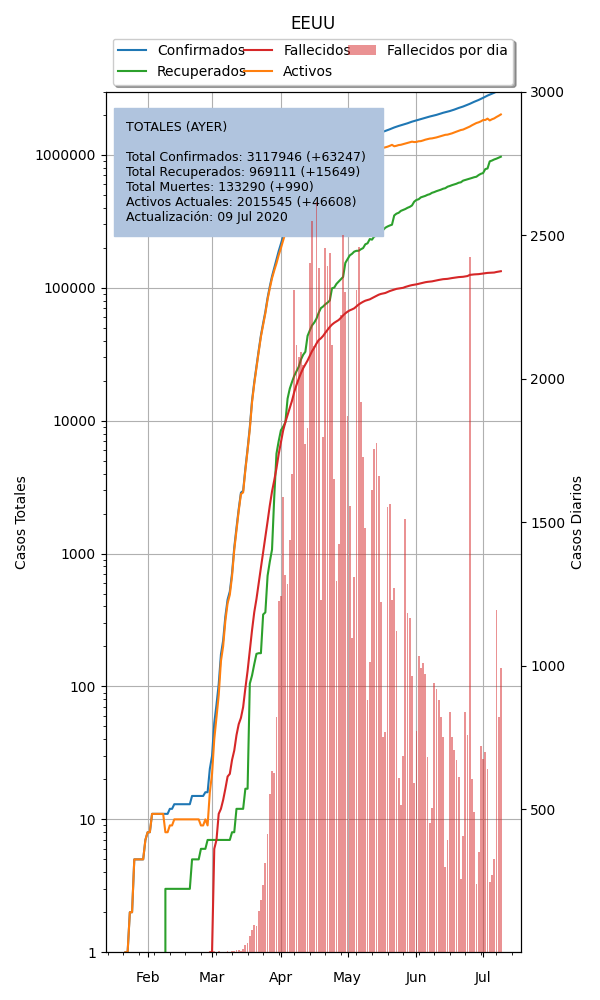 EEUU
Confirmados Fallecidos Fallecidos por dia
Recuperados Activos
TOTALES (AYER)
Total Confirmados: 3117946 (+63247)
Total Recuperados: 969111 (+15649)
Total Muertes: 133290 (+990)
Activos Actuales: 2015545 (+46608)
Actualización: 09 Jul 2020
Casos Totales
1000000
100000
10000
1000
100
10
1
Feb Mar Apr May Jun Jul
3000
2500
2000
1500
1000
500
Casos Diarios